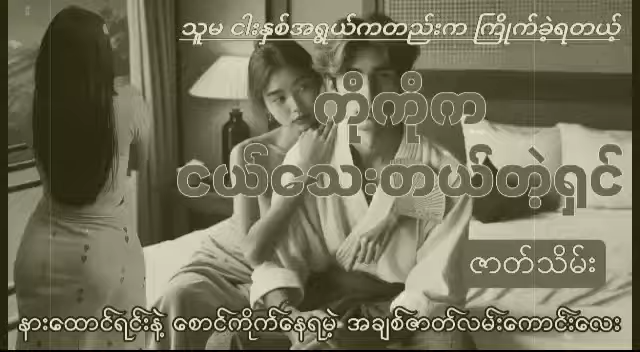 သူမ ငါးနှစ်အရွယ်ကတည်းက ကြိုက်ခဲ့ရတယ့်
ကိုကိုက
ငယ်သေးတယ်တဲ့ရှင်
ဇာတ်သိမ်း
နားထောင်ရင်းနဲ့ စောင်ကိုက်နေရမဲ့ အချစ်ဇာတ်လမ်းကောင်းလေး